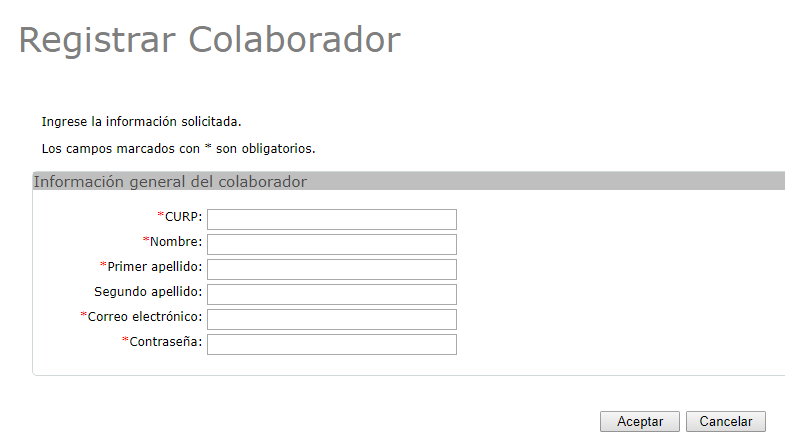 Registrar Colaborador
Ingrese la información solicitada.
Los campos marcados con * son obligatorios.
Información general del colaborador
*CURP:
*Nombre:
*Primer apellido:
Segundo apellido:
*Correo electrónico:
*Contraseña:
Aceptar Cancelar